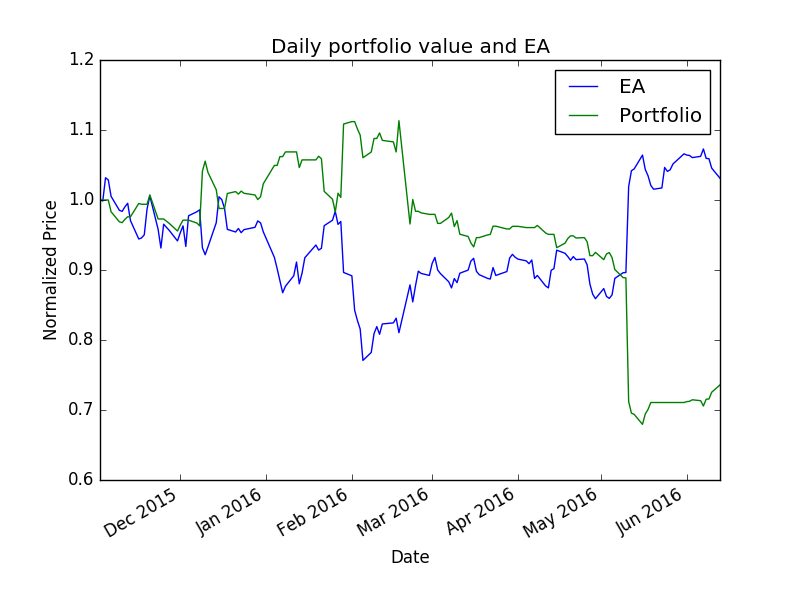 Daily portfolio value and EA
EA
Portfolio
1.2
1.1
1.0
0.9
0.8
0.7
0.6
Normalized Price
Dec 2015
Jan 2016
Feb 2016
Mar 2016
Apr 2016
May 2016
Jun 2016
Date